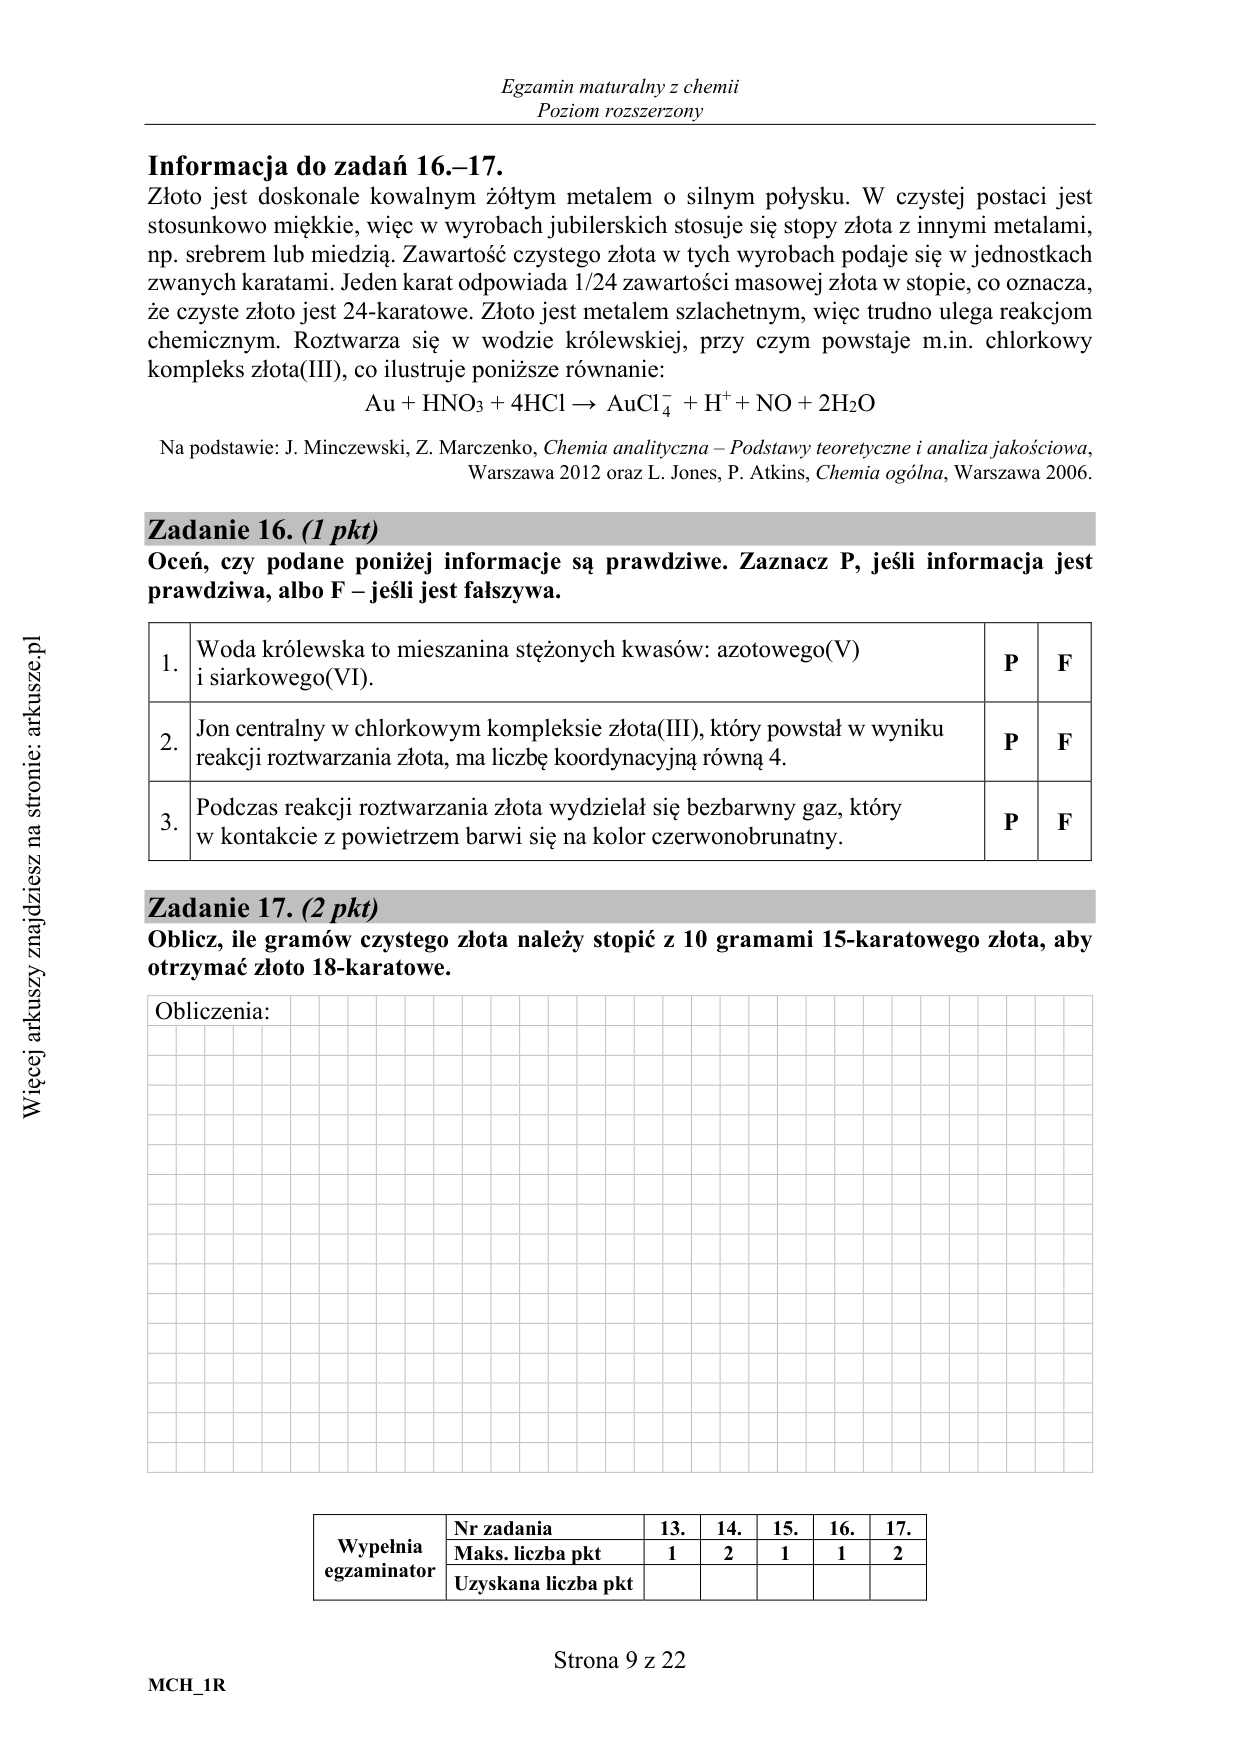 Egzamin maturalny z chemii
Poziom rozszerzony
Informacja do zadań 16.–17.
Złoto jest doskonale kowalnym żółtym metalem o silnym połysku. W czystej postaci jest
stosunkowo miękkie, więc w wyrobach jubilerskich stosuje się stopy złota z innymi metalami,
np. srebrem lub miedzią. Zawartość czystego złota w tych wyrobach podaje się w jednostkach
zwanych karatami. Jeden karat odpowiada 1/24 zawartości masowej złota w stopie, co oznacza,
że czyste złoto jest 24-karatowe. Złoto jest metalem szlachetnym, więc trudno ulega reakcjom
chemicznym. Roztwarza się w wodzie królewskiej, przy czym powstaje m.in. chlorkowy
kompleks złota(III), co ilustruje poniższe równanie:
Au + HNO₃ + 4HCl → AuCl₄⁻ + H⁺ + NO + 2H₂O
Na podstawie: J. Minczewski, Z. Marczenko, Chemia analityczna – Podstawy teoretyczne i analiza jakościowa,
Warszawa 2012 oraz L. Jones, P. Atkins, Chemia ogólna, Warszawa 2006.
Zadanie 16. (1 pkt)
Oceń, czy podane poniżej informacje są prawdziwe. Zaznacz P, jeśli informacja jest
prawdziwa, albo F – jeśli jest fałszywa.
1. Woda królewska to mieszanina stężonych kwasów: azotowego(V)
i siarkowego(VI). P F
2. Jon centralny w chlorkowym kompleksie złota(III), który powstał w wyniku
reakcji roztwarzania złota, ma liczbę koordynacyjną równą 4. P F
3. Podczas reakcji roztwarzania złota wydzielał się bezbarwny gaz, który
w kontakcie z powietrzem barwi się na kolor czerwonobrunatny. P F
Zadanie 17. (2 pkt)
Oblicz, ile gramów czystego złota należy stopić z 10 gramami 15-karatowego złota, aby
otrzymać złoto 18-karatowe.
Obliczenia:
Wypełnia
egzaminator
Nr zadania 13. 14. 15. 16. 17.
Maks. liczba pkt 1 2 1 1 2
Uzyskana liczba pkt
Strona 9 z 22
MCH_1R
Więcej arkuszy znajdziesz na stronie: arkusze.pl